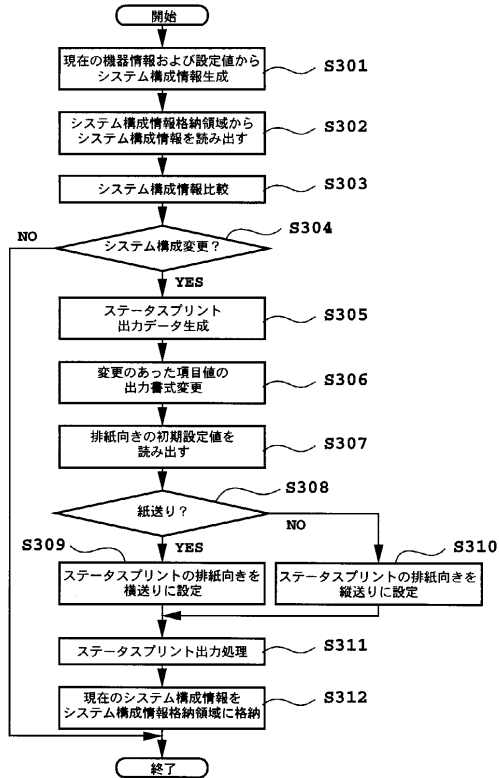 開始
現在の機器情報および設定値から
システム構成情報生成
S301
システム構成情報格納領域から
システム構成情報を読み出す
S302
システム構成情報比較
S303
S304
NO
システム構成変更？
YES
ステータスプリント
出力データ生成
S305
変更のあった項目値の
出力書式変更
S306
排紙向きの初期設定値を
読み出す
S307
S308
紙送り？
NO
S309
YES
S310
ステータスプリントの排紙向きを
横送りに設定
ステータスプリントの排紙向きを
縦送りに設定
ステータスプリント出力処理
S311
現在のシステム構成情報を
システム構成情報格納領域に格納
S312
終了